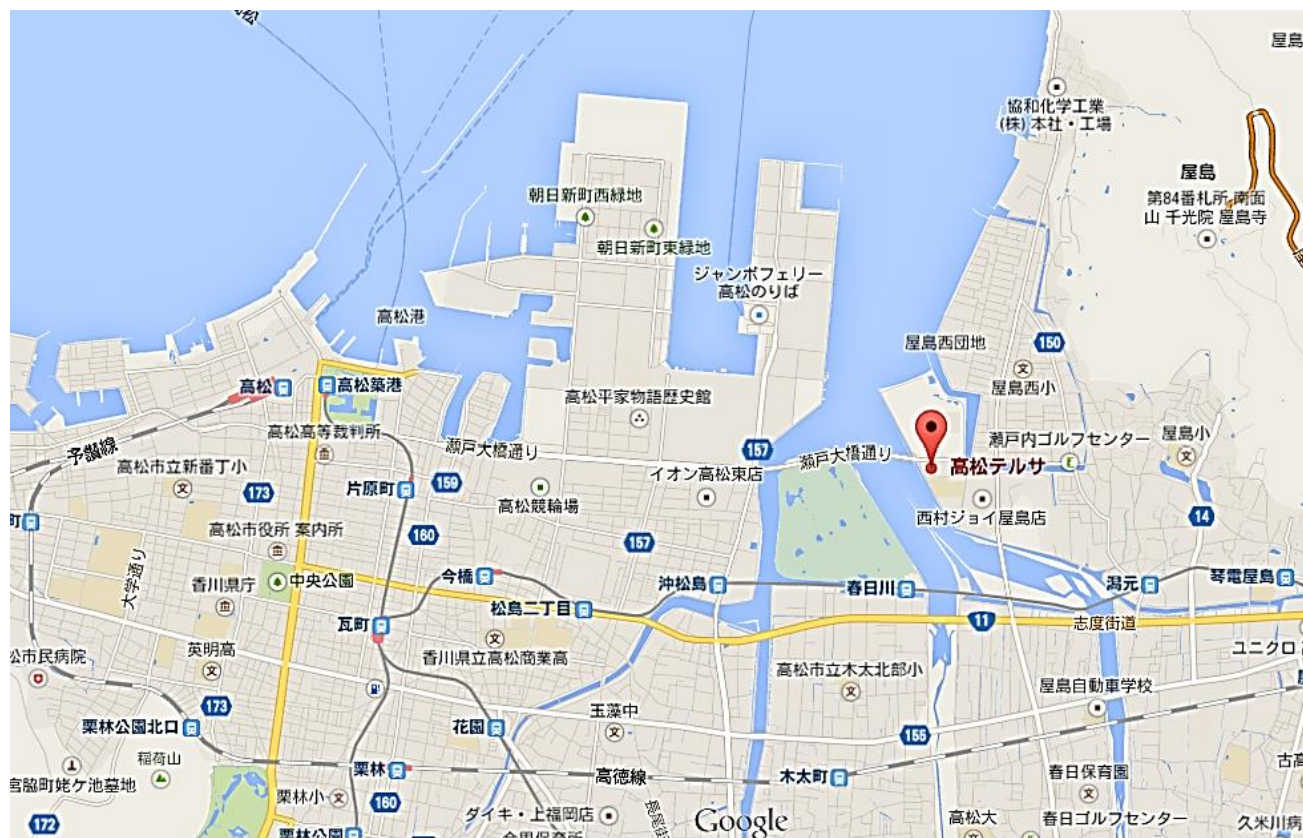 松
屋島
協和化学工業
(株) 本社・工場
屋島
第84番札所 南面
山 千光院 屋島寺
朝日新町西緑地
朝日新町東緑地
ジャンボフェリー
高松のりば
高松港
屋島西団地
150
屋島西小
高松
高松築港
高松平家物語歴史館
高松高等裁判所
瀬戸大橋通り
157
瀬戸大橋通り
瀬戸内ゴルフセンター
屋島小
予讃線
高松市立新番丁小
173
片原町
159
高松競輪場
イオン高松東店
高松テルサ
西村ジョイ屋島店
14
町
高松市役所 案内所
160
157
大学通り
香川県庁
中央公園
今橋
沖松島
春日川
潟元
琴電屋島
松島二丁目
瓦町
11
志度街道
松市民病院
英明高
香川県立高松商業高
高松市立木太北部小
ユニクロ
屋島自動車学校
屋
173
栗林公園北口
花園
玉藻中
155
稲荷山
宮脇町姥ケ池墓地
栗林
高徳線
木太町
春日保育園
古高
栗林小
160
ダイキ・上福岡店
Google
高松大
春日ゴルフセンター
172
栗林公園
久米川病